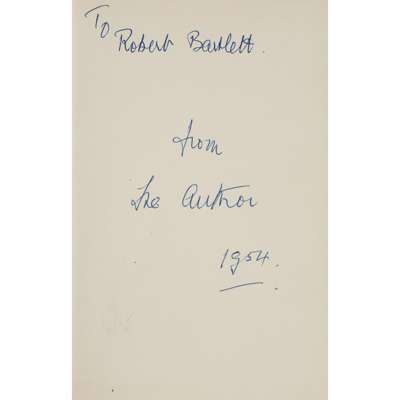 To
Robert Bartlett.
from
The Author
1954.